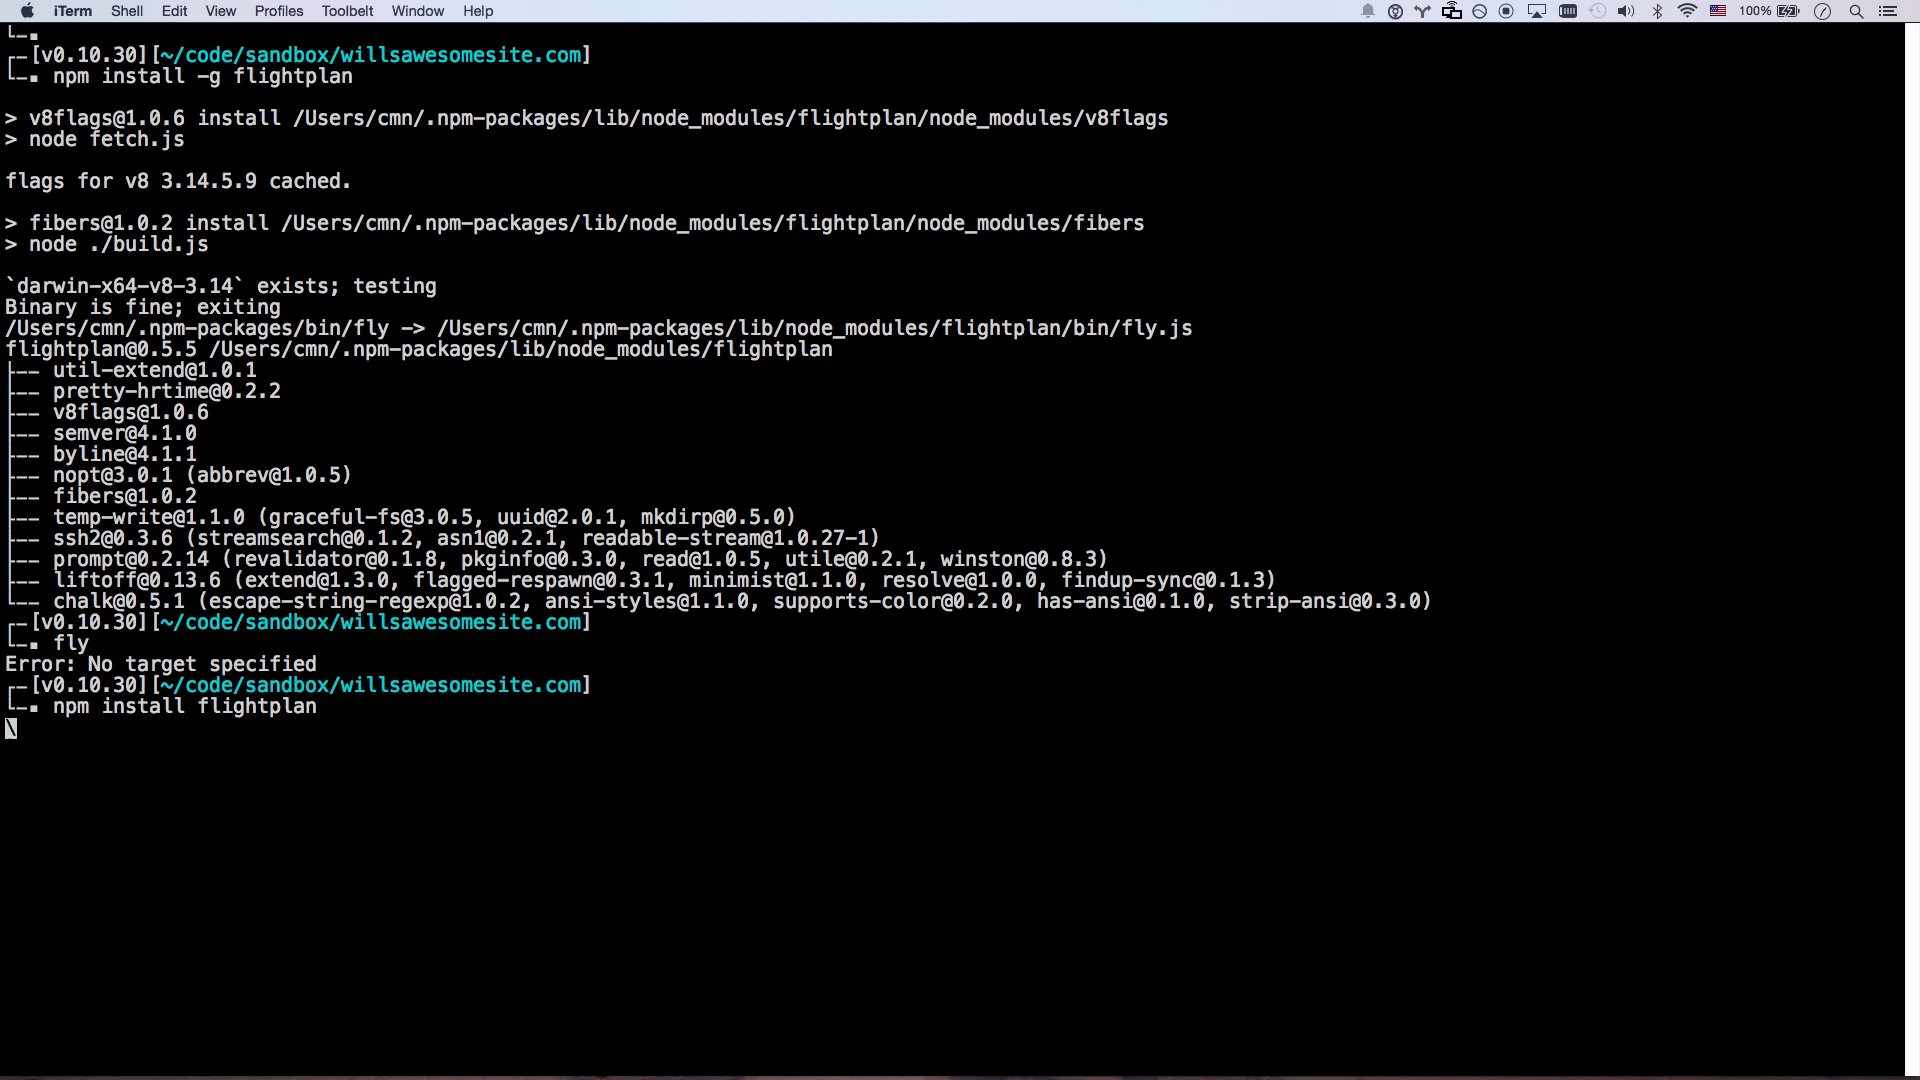 iTerm Shell Edit View Profiles Toolbelt Window Help 100%
[v0.10.30][~/code/sandbox/willsawesomesite.com]
npm install -g flightplan
> v8flags@1.0.6 install /Users/cmn/.npm-packages/lib/node_modules/flightplan/node_modules/v8flags
> node fetch.js
flags for v8 3.14.5.9 cached.
> fibers@1.0.2 install /Users/cmn/.npm-packages/lib/node_modules/flightplan/node_modules/fibers
> node ./build.js
`darwin-x64-v8-3.14` exists; testing
Binary is fine; exiting
/Users/cmn/.npm-packages/bin/fly -> /Users/cmn/.npm-packages/lib/node_modules/flightplan/bin/fly.js
flightplan@0.5.5 /Users/cmn/.npm-packages/lib/node_modules/flightplan
├── util-extend@1.0.1
├── pretty-hrtime@0.2.2
├── v8flags@1.0.6
├── semver@4.1.0
├── byline@4.1.1
├── nopt@3.0.1 (abbrev@1.0.5)
├── fibers@1.0.2
├── temp-write@1.1.0 (graceful-fs@3.0.5, uuid@2.0.1, mkdirp@0.5.0)
├── ssh2@0.3.6 (streamsearch@0.1.2, asn1@0.2.1, readable-stream@1.0.27-1)
├── prompt@0.2.14 (revalidator@0.1.8, pkginfo@0.3.0, read@1.0.5, utile@0.2.1, winston@0.8.3)
├── liftoff@0.13.6 (extend@1.3.0, flagged-respawn@0.3.1, minimist@1.1.0, resolve@1.0.0, findup-sync@0.1.3)
└── chalk@0.5.1 (escape-string-regexp@1.0.2, ansi-styles@1.1.0, supports-color@0.2.0, has-ansi@0.1.0, strip-ansi@0.3.0)
[v0.10.30][~/code/sandbox/willsawesomesite.com]
fly
Error: No target specified
[v0.10.30][~/code/sandbox/willsawesomesite.com]
npm install flightplan
\